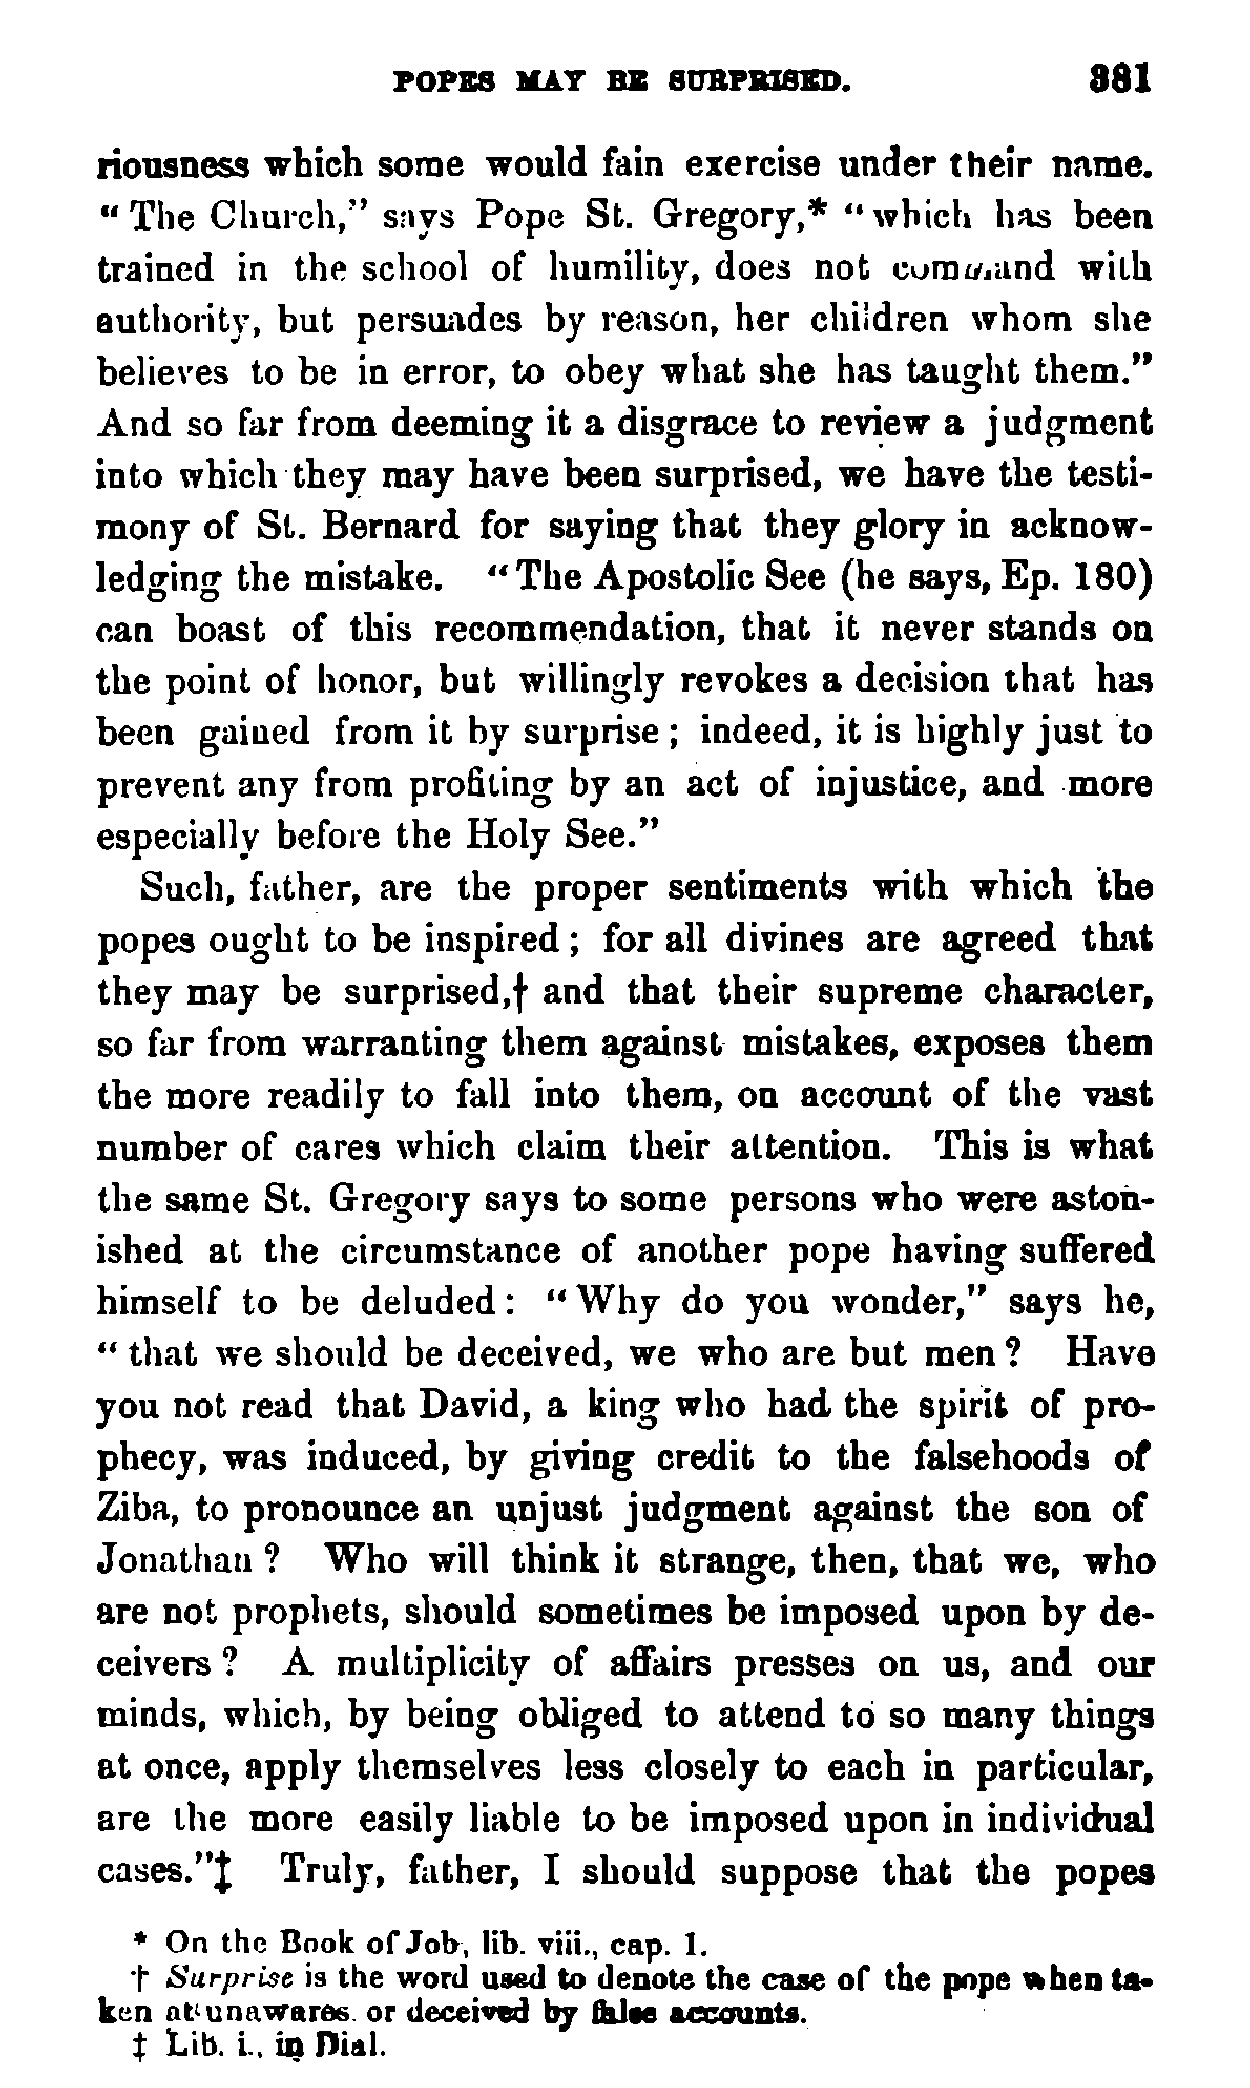 POPES MAY BE SURPRISED. 381
riousness which some would fain exercise under their name.
“The Church,” says Pope St. Gregory,* “which has been
trained in the school of humility, does not command with
authority, but persuades by reason, her children whom she
believes to be in error, to obey what she has taught them.”
And so far from deeming it a disgrace to review a judgment
into which they may have been surprised, we have the testi-
mony of St. Bernard for saying that they glory in acknow-
ledging the mistake. “The Apostolic See (he says, Ep. 180)
can boast of this recommendation, that it never stands on
the point of honor, but willingly revokes a decision that has
been gained from it by surprise; indeed, it is highly just to
prevent any from profiting by an act of injustice, and more
especially before the Holy See.”
Such, father, are the proper sentiments with which the
popes ought to be inspired; for all divines are agreed that
they may be surprised,† and that their supreme character,
so far from warranting them against mistakes, exposes them
the more readily to fall into them, on account of the vast
number of cares which claim their attention. This is what
the same St. Gregory says to some persons who were aston-
ished at the circumstance of another pope having suffered
himself to be deluded: “Why do you wonder,” says he,
“that we should be deceived, we who are but men? Have
you not read that David, a king who had the spirit of pro-
phecy, was induced, by giving credit to the falsehoods of
Ziba, to pronounce an unjust judgment against the son of
Jonathan? Who will think it strange, then, that we, who
are not prophets, should sometimes be imposed upon by de-
ceivers? A multiplicity of affairs presses on us, and our
minds, which, by being obliged to attend to so many things
at once, apply themselves less closely to each in particular,
are the more easily liable to be imposed upon in individual
cases.”‡ Truly, father, I should suppose that the popes
* On the Book of Job, lib. viii., cap. 1.
† Surprise is the word used to denote the case of the pope when ta-
ken at unawares, or deceived by false accounts.
‡ Lib. i., in Dial.